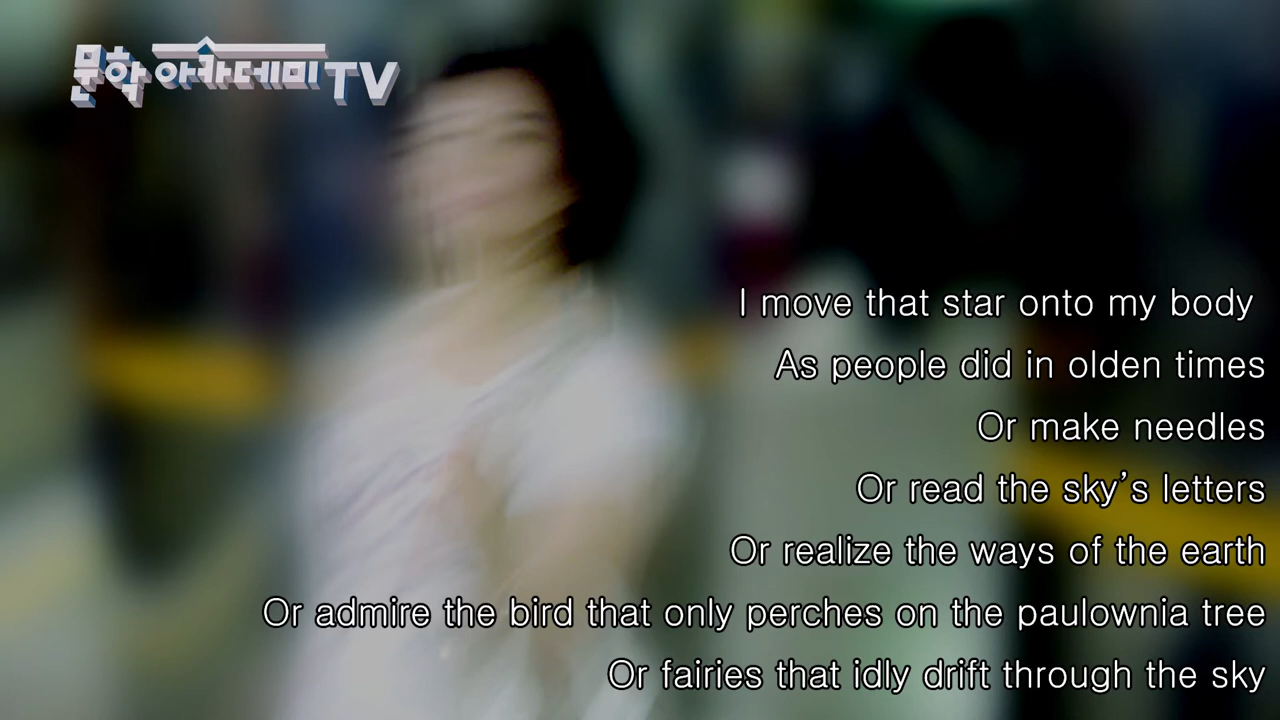 문학 아카데미 TV
I move that star onto my body
As people did in olden times
Or make needles
Or read the sky’s letters
Or realize the ways of the earth
Or admire the bird that only perches on the paulownia tree
Or fairies that idly drift through the sky